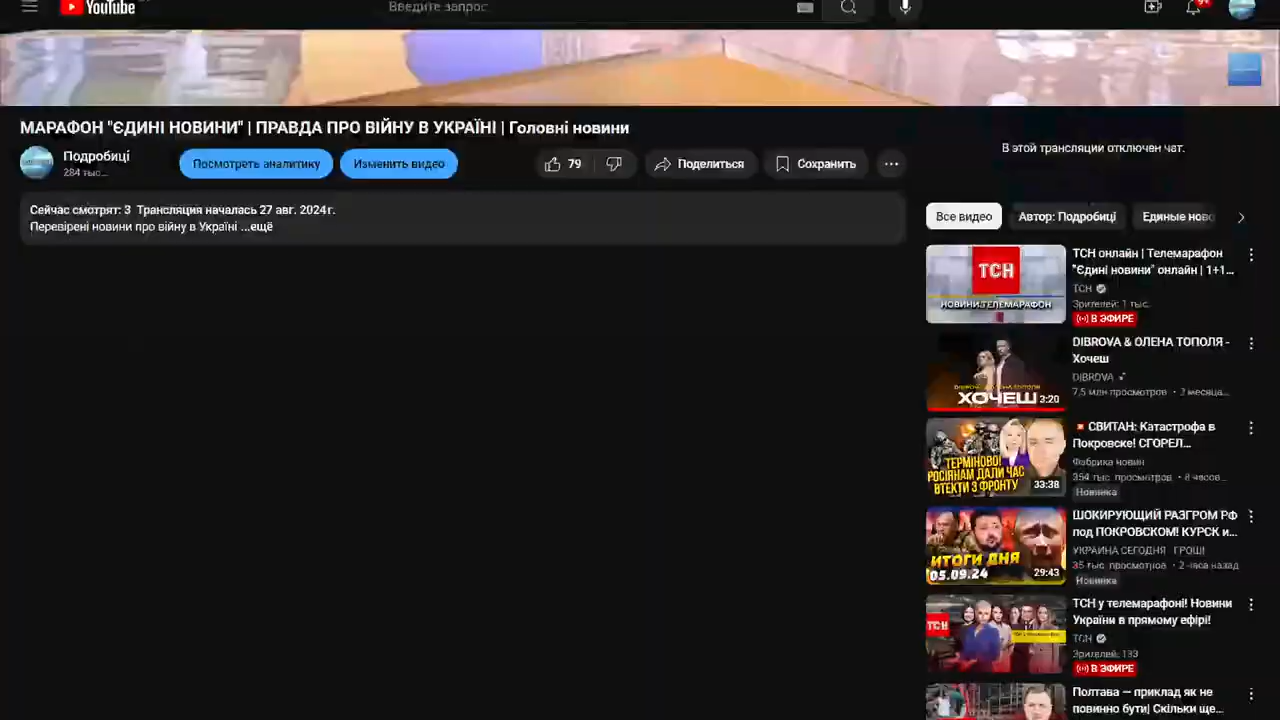 YouTube
Введите запрос
МАРАФОН "ЄДИНІ НОВИНИ" | ПРАВДА ПРО ВІЙНУ В УКРАЇНІ | Головні новини
Подробиці
284 тыс...
Посмотреть аналитику
Изменить видео
79
Поделиться
Сохранить
Сейчас смотрят: 3 Трансляция началась 27 авг. 2024 г.
Перевірені новини про війну в Україні ...ещё
В этой трансляции отключен чат.
Все видео
Автор: Подробиці
Единые ново
ТСН
НОВИНИ.ТЕЛЕМАРАФОН
ТСН онлайн | Телемарафон
"Єдині новини" онлайн | 1+1...
ТСН
Зрителей: 1 тыс.
В ЭФИРЕ
ХОЧЕШ
3:20
DIBROVA & ОЛЕНА ТОПОЛЯ -
Хочеш
DIBROVA
7,5 млн просмотров • 2 месяца...
ТЕРМІНОВО!
РОСІЯНАМ ДАЛИ ЧАС
ВТЕКТИ З ФРОНТУ
33:38
СВИТАН: Катастрофа в
Покровске! СГОРЕЛ...
Фабрика новин
354 тыс. просмотров • 8 часов...
Новинка
ИТОГИ ДНЯ
05.09.24
29:43
ШОКИРУЮЩИЙ РАЗГРОМ РФ
под ПОКРОВСКОМ! КУРСК и...
УКРАИНА СЕГОДНЯ ГРОШІ
35 тыс. просмотров • 2 часа назад
Новинка
ТСН
ТСН у телемарафоні! Новини
України в прямому ефірі!
ТСН
Зрителей: 133
В ЭФИРЕ
Полтава — приклад як не
повинно бути| Скільки ще...